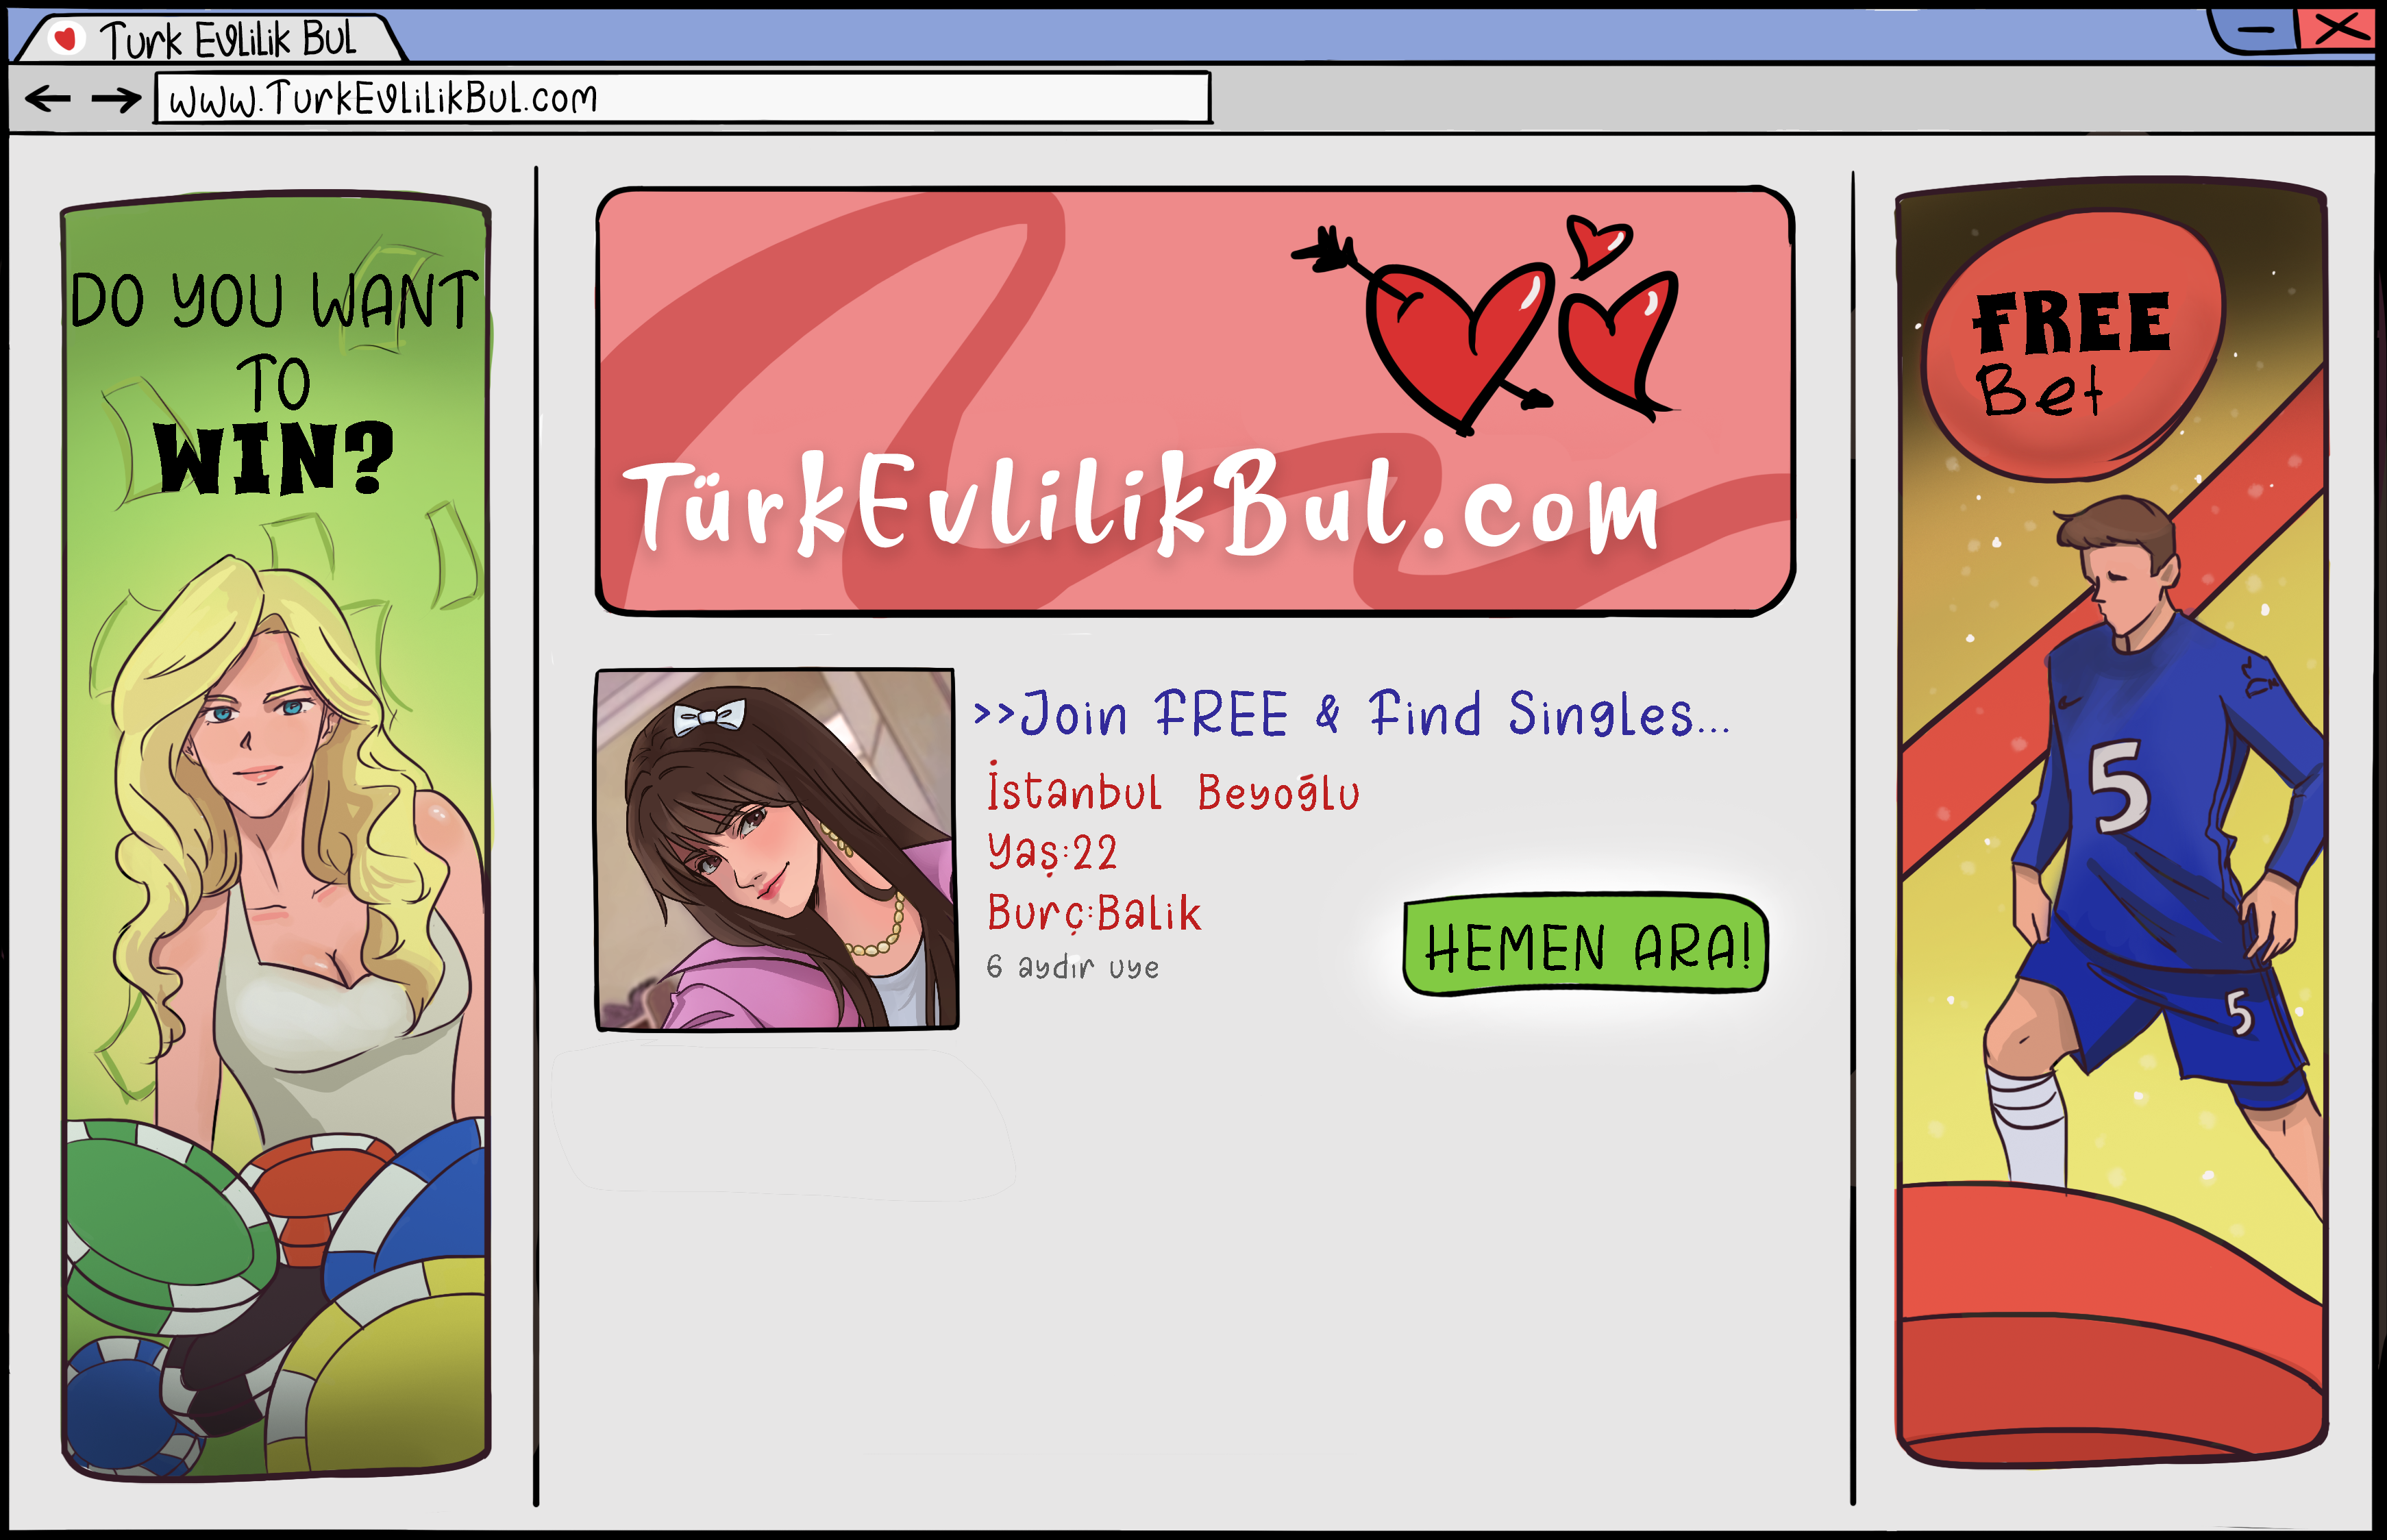 Turk Evlilik Bul
www.TurkEvlilikBul.com
DO YOU WANT
TO
WIN?
TürkEvlilikBul.com
>>Join FREE & Find Singles...
İstanbul Beyoğlu
Yaş:22
Burç:Balik
6 aydır uye
HEMEN ARA!
FREE
Bet
5
5